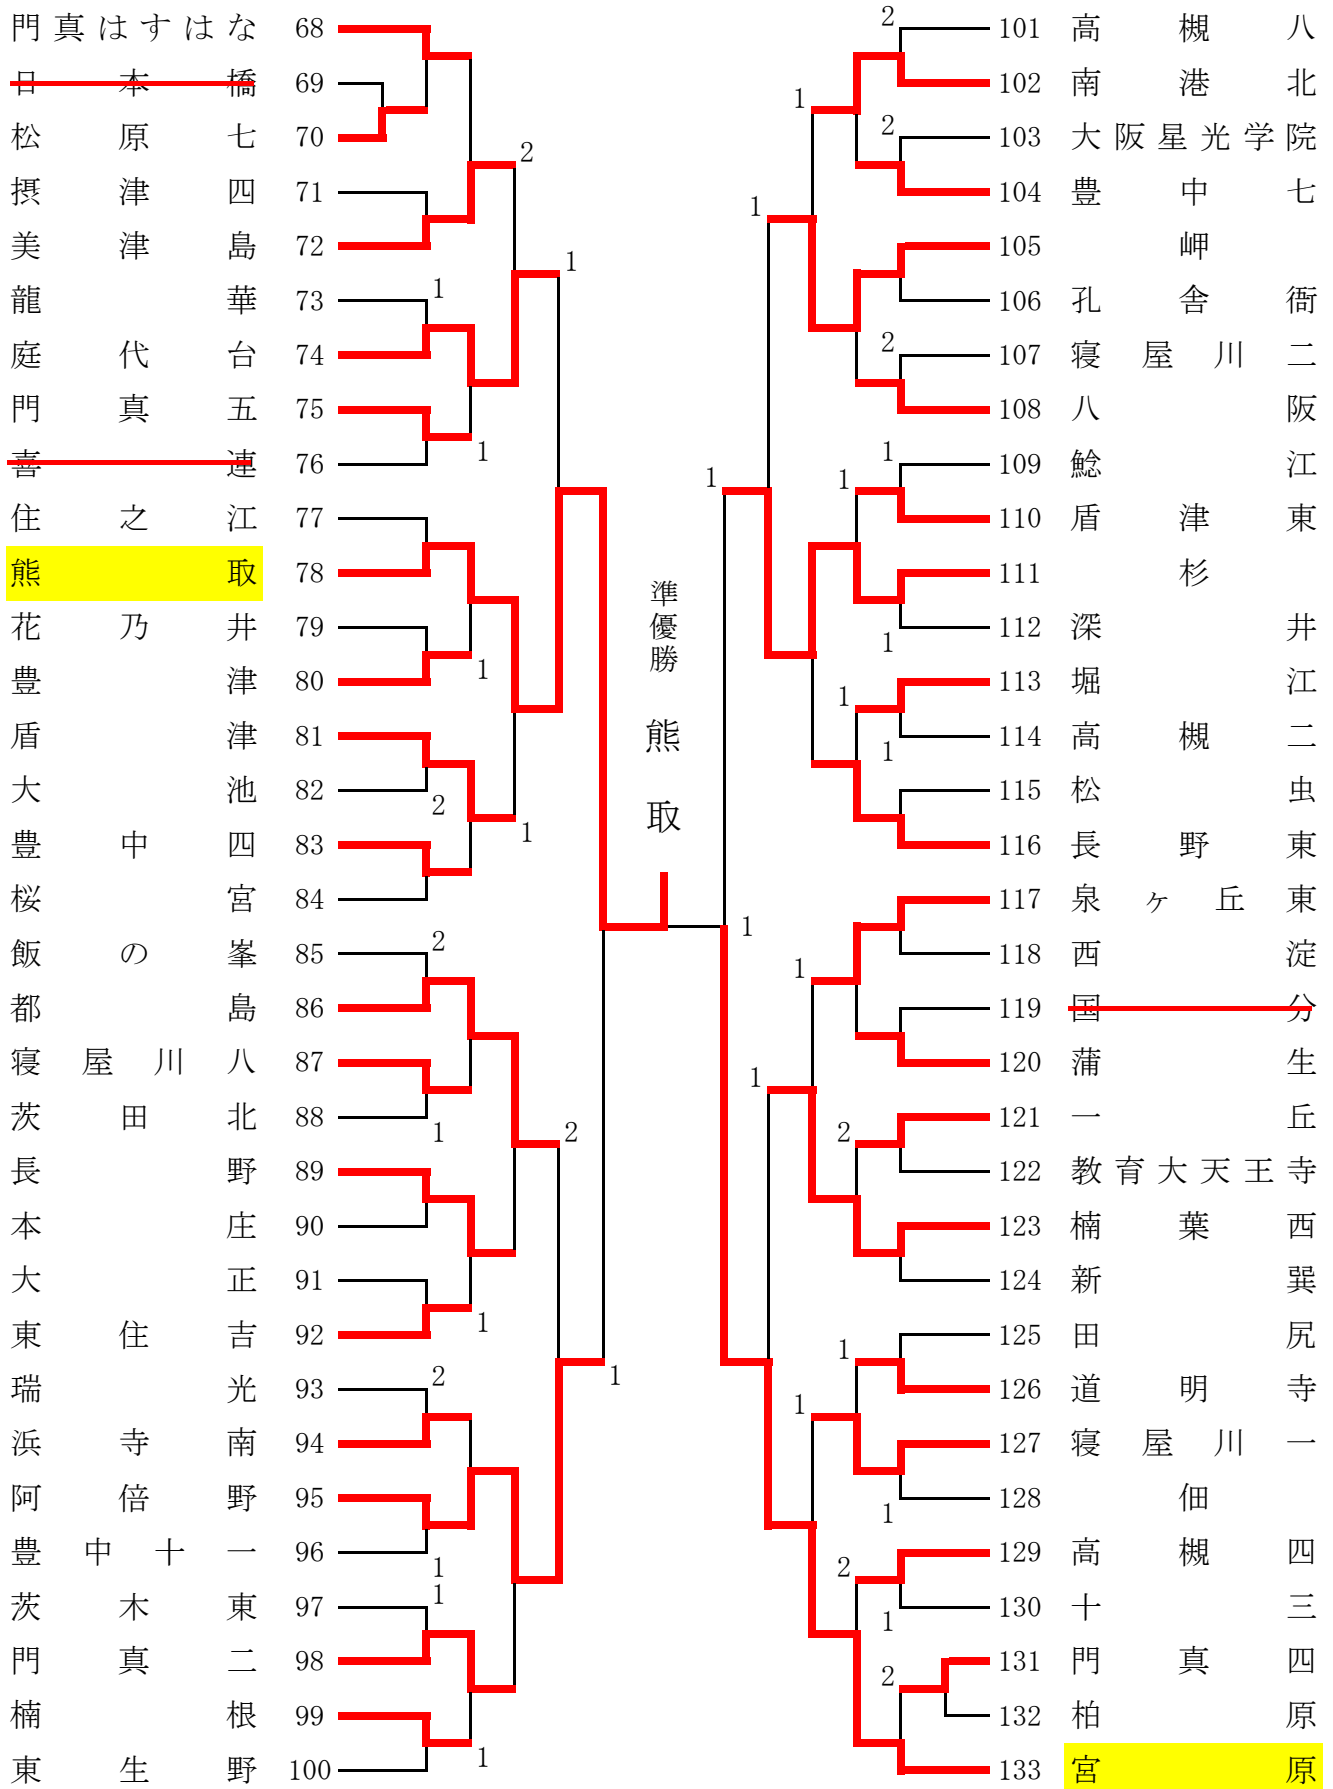 門真はすはな 68
日本橋 69
松原七 70
摂津四 71
美津島 72
龍華 73
庭代台 74
門真五 75
喜連 76
住之江 77
熊取 78
花乃井 79
豊津 80
盾津 81
大池 82
豊中四 83
桜宮 84
飯の峯 85
都島 86
寝屋川八 87
茨田北 88
長野 89
本庄 90
大正 91
東住吉 92
瑞光 93
浜寺南 94
阿倍野 95
豊中十一 96
茨木東 97
門真二 98
楠根 99
東生野 100
1
1
1
2
2
1
1
2
1
1
2
1
1
2
1
1
準優勝
熊取
2
2
2
1
1
1
1
1
1
1
1
1
1
1
1
2
1
1
1
2
1
2
101 高槻八
102 南港北
103 大阪星光学院
104 豊中七
105 岬
106 孔舎衙
107 寝屋川二
108 八阪
109 鯰江
110 盾津東
111 杉
112 深井
113 堀江
114 高槻二
115 松虫
116 長野東
117 泉ヶ丘東
118 西淀
119 国分
120 蒲生
121 一丘
122 教育大天王寺
123 楠葉西
124 新巽
125 田尻
126 道明寺
127 寝屋川一
128 佃
129 高槻四
130 十三
131 門真四
132 柏原
133 宮原